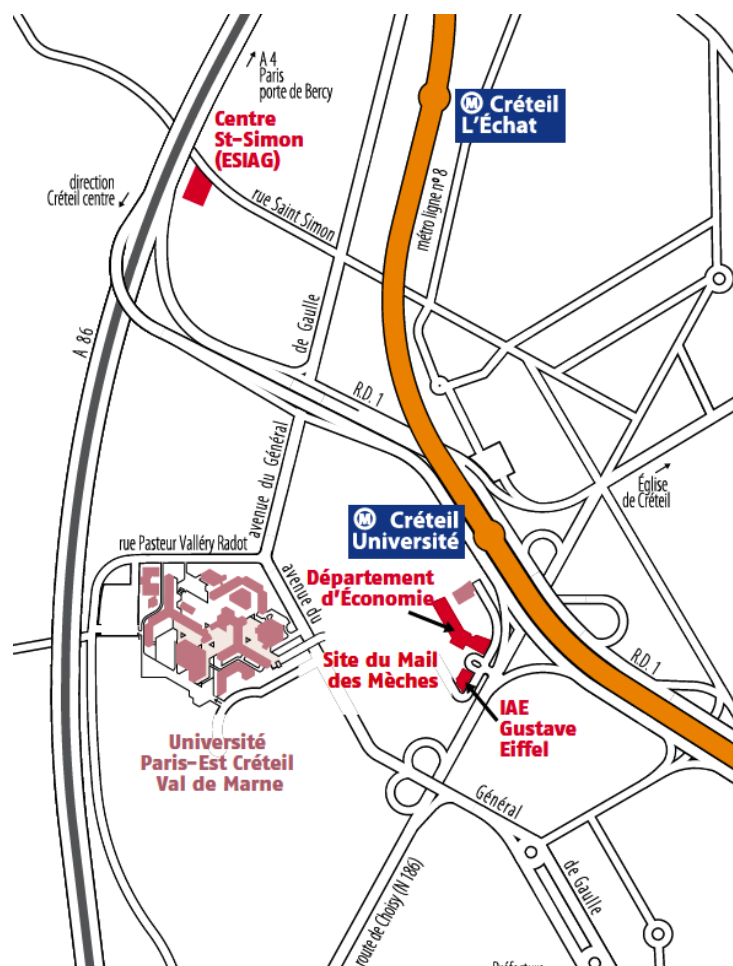 A 4
Paris
porte de Bercy
Centre
St-Simon
(ESIAG)
M Créteil
L'Échat
direction
Créteil centre
rue Saint Simon
métro ligne nº 8
A 86
de Gaulle
R.D. 1
avenue du Général
Église
de Créteil
M Créteil
Université
rue Pasteur Valléry Radot
avenue du
Département
d'Économie
Site du Mail
des Mèches
R.D. 1
IAE
Gustave
Eiffel
Université
Paris-Est Créteil
Val de Marne
Général
de Gaulle
route de Choisy (N 186)